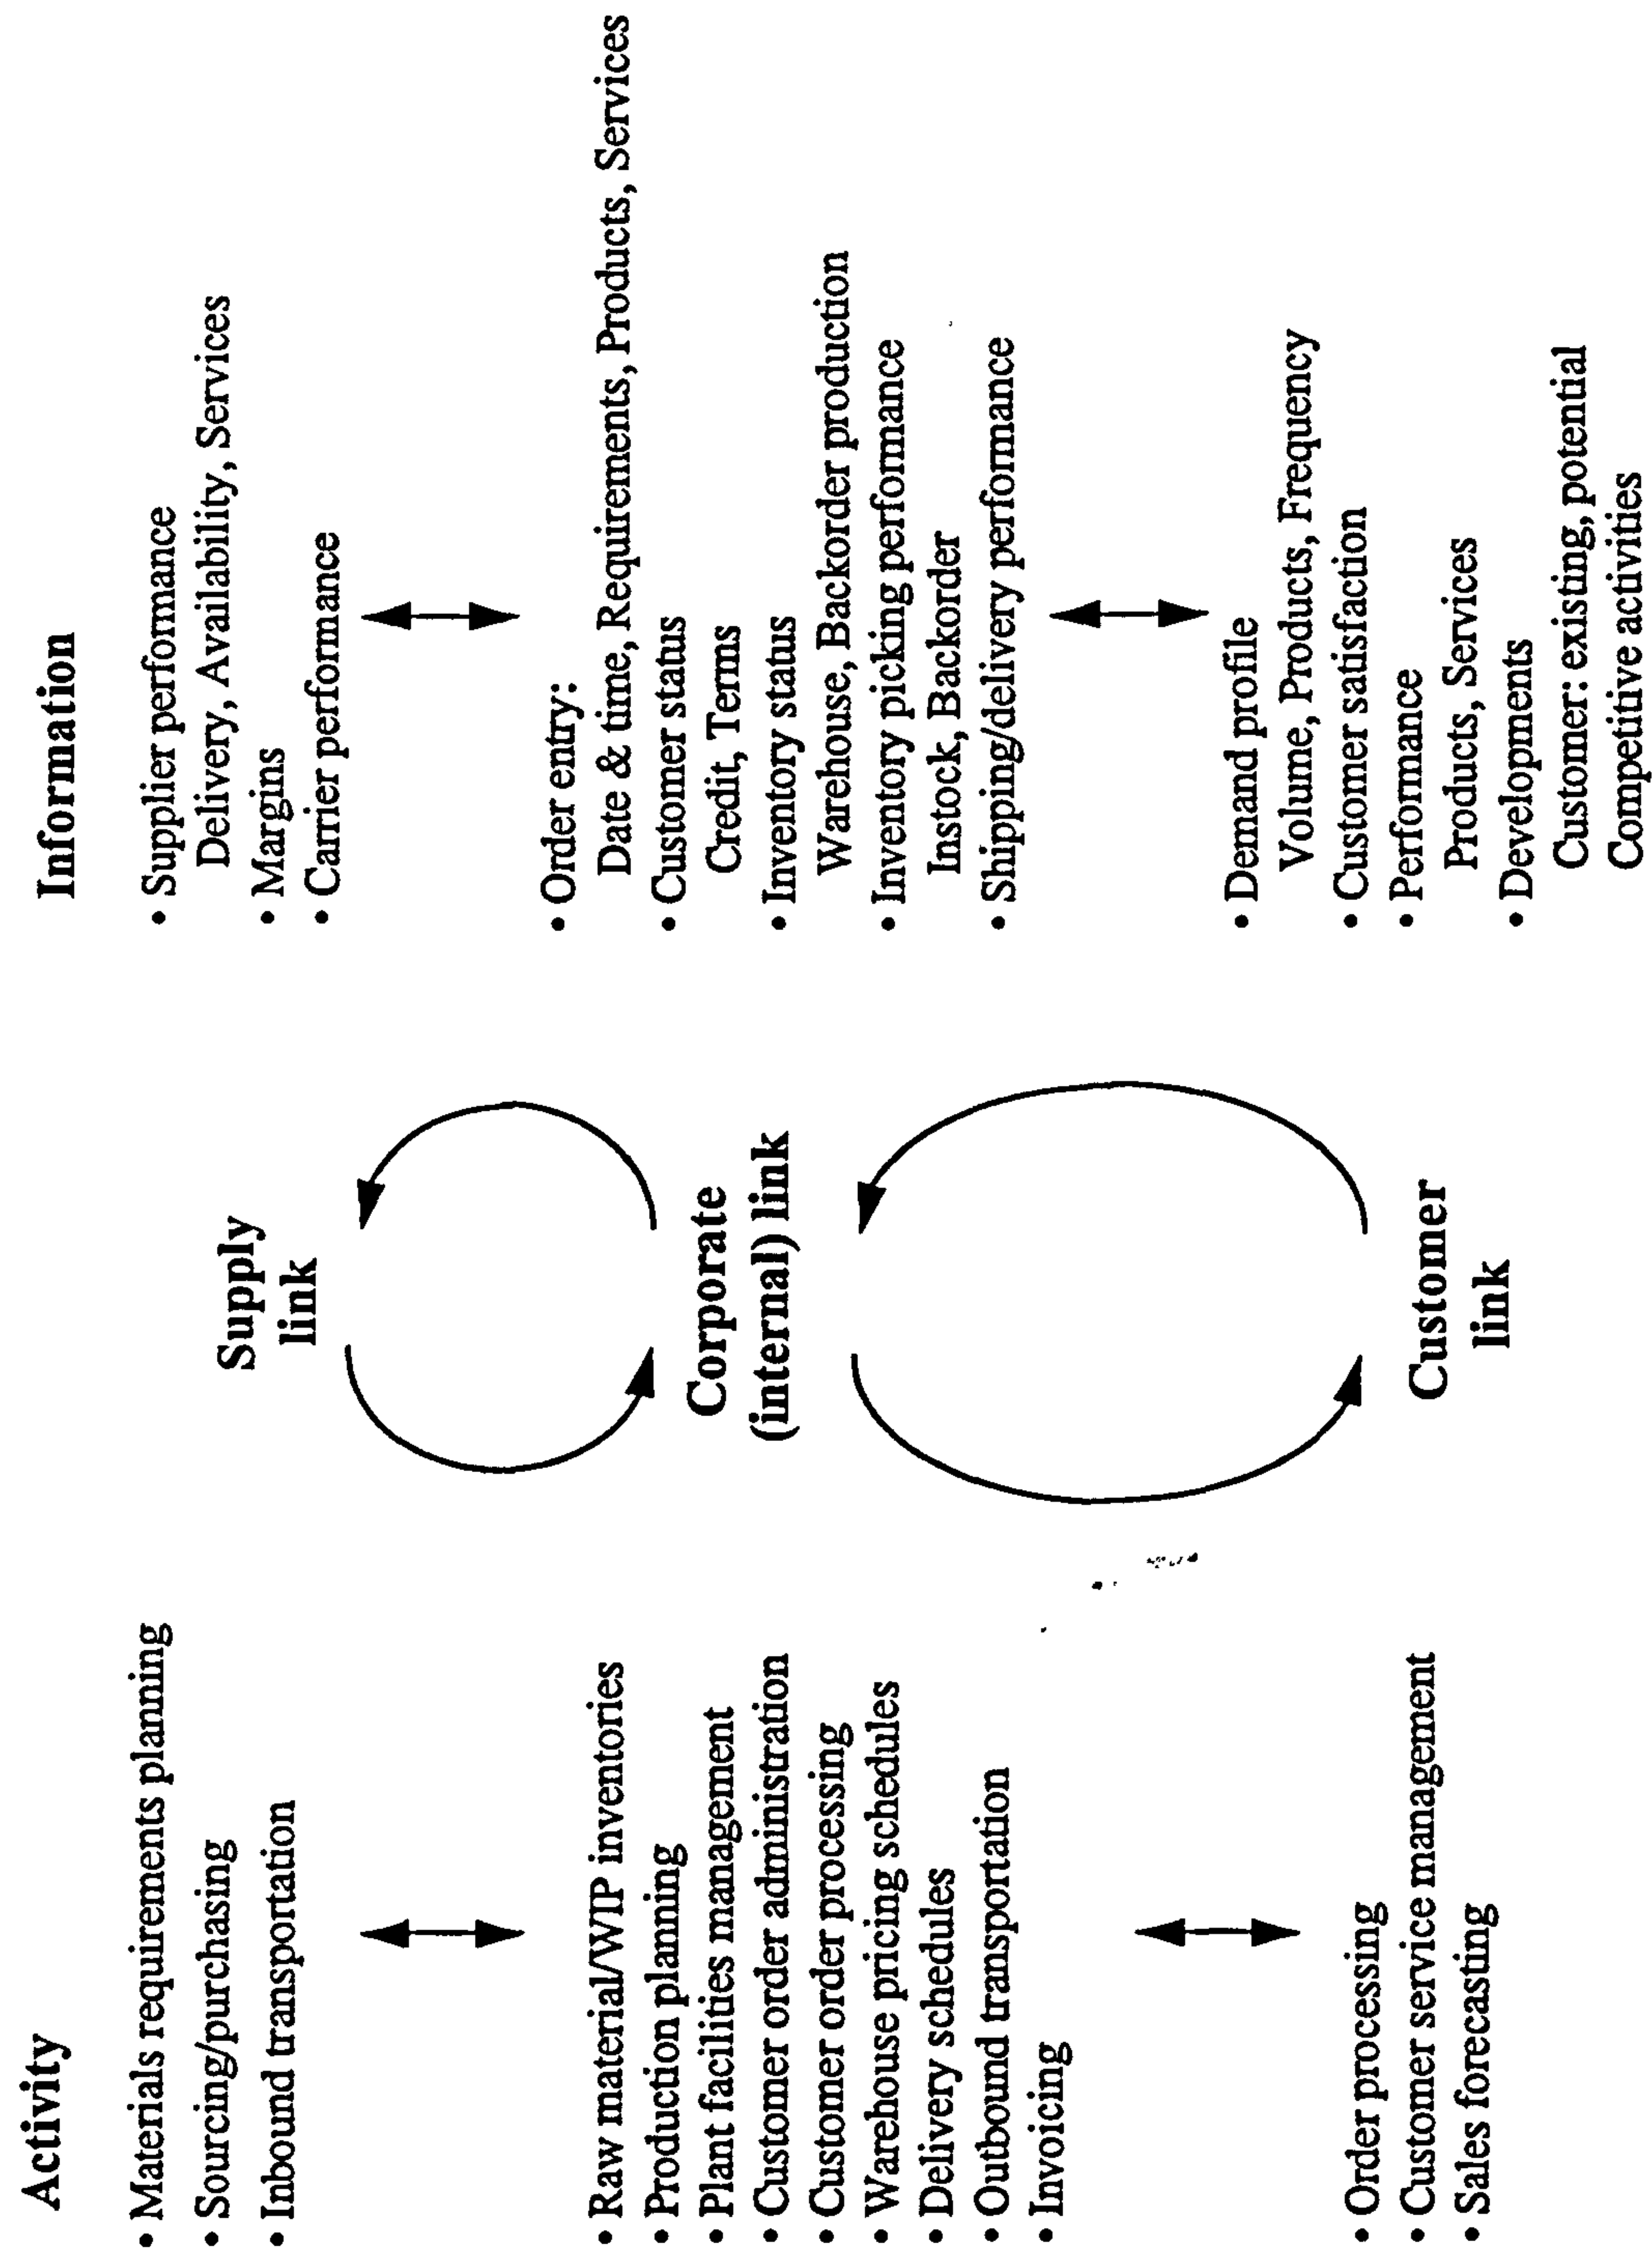 Activity
• Materials requirements planning
• Sourcing/purchasing
• Inbound transportation
• Raw material/WIP inventories
• Production planning
• Plant facilities management
• Customer order administration
• Customer order processing
• Warehouse pricing schedules
• Delivery schedules
• Outbound transportation
• Invoicing
• Order processing
• Customer service management
• Sales forecasting
Supply
link
Corporate
(internal) link
Customer
link
Information
• Supplier performance
Delivery, Availability, Services
• Margins
• Carrier performance
• Order entry:
Date & time, Requirements, Products, Services
• Customer status
Credit, Terms
• Inventory status
Warehouse, Backorder production
• Inventory picking performance
Instock, Backorder
• Shipping/delivery performance
• Demand profile
Volume, Products, Frequency
• Customer satisfaction
• Performance
Products, Services
• Developments
Customer: existing, potential
Competitive activities